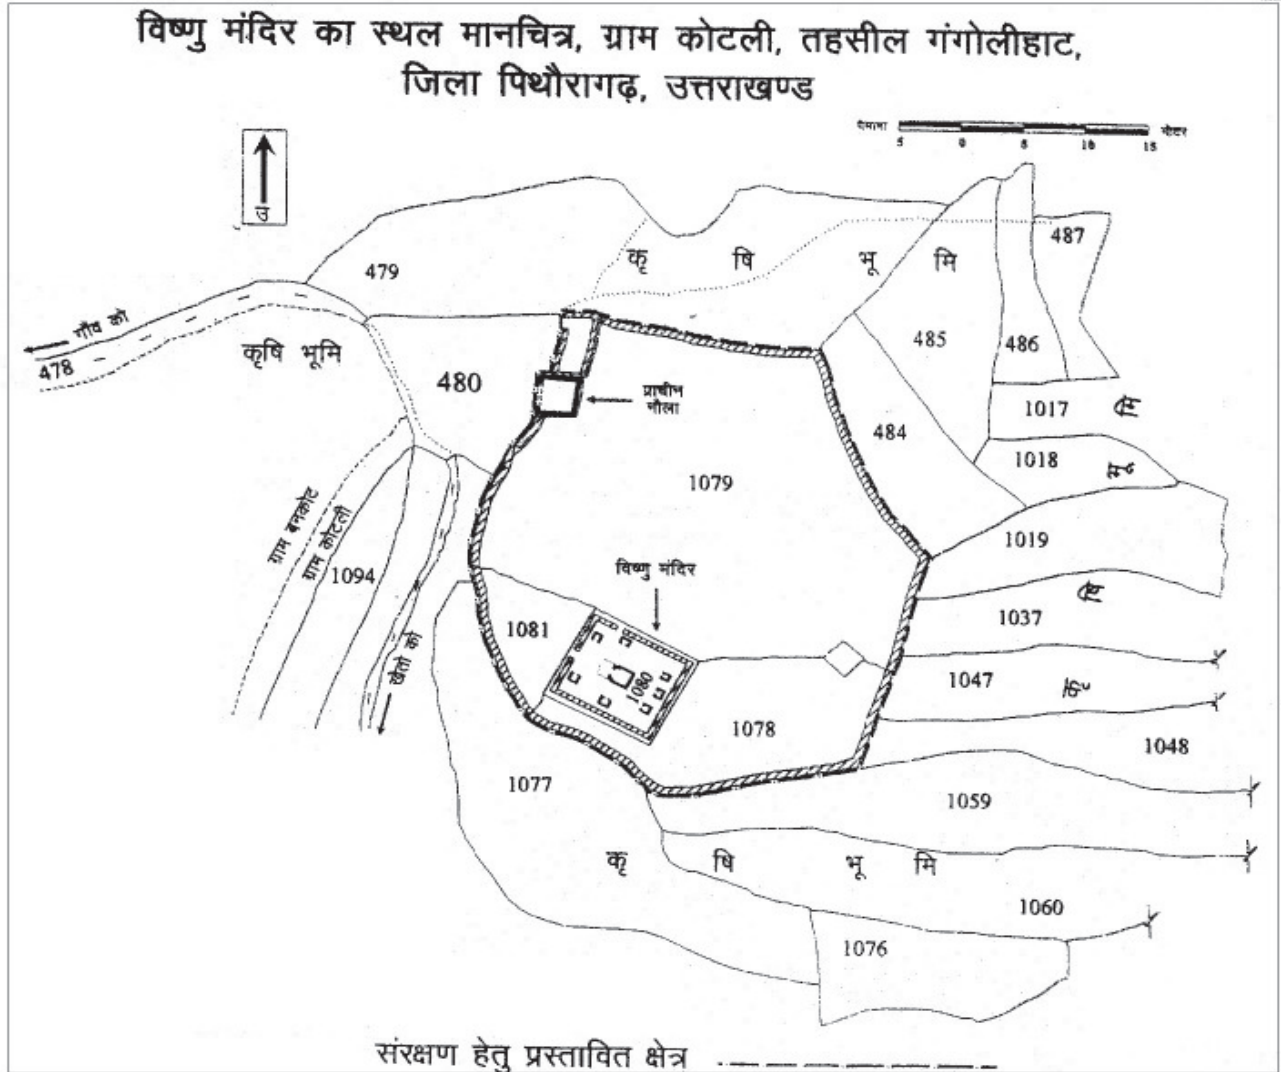 विष्णु मंदिर का स्थल मानचित्र, ग्राम कोटली, तहसील गंगोलीहाट,
जिला पिथौरागढ़, उत्तराखण्ड
पैमाना 5 0 5 10 15 मीटर
उ
479
कृ षि भू मि
487
गाँव को
478
कृषि भूमि
480
485
486
प्राचीन
नौला
1017
मि
484
1018
भू
1079
ग्राम बनकोट
ग्राम कोटली
1094
1019
विष्णु मंदिर
षि
1037
1081
खेतो को
1080
1047
कृ
1078
1048
1077
1059
कृ षि भू मि
1060
1076
संरक्षण हेतु प्रस्तावित क्षेत्र